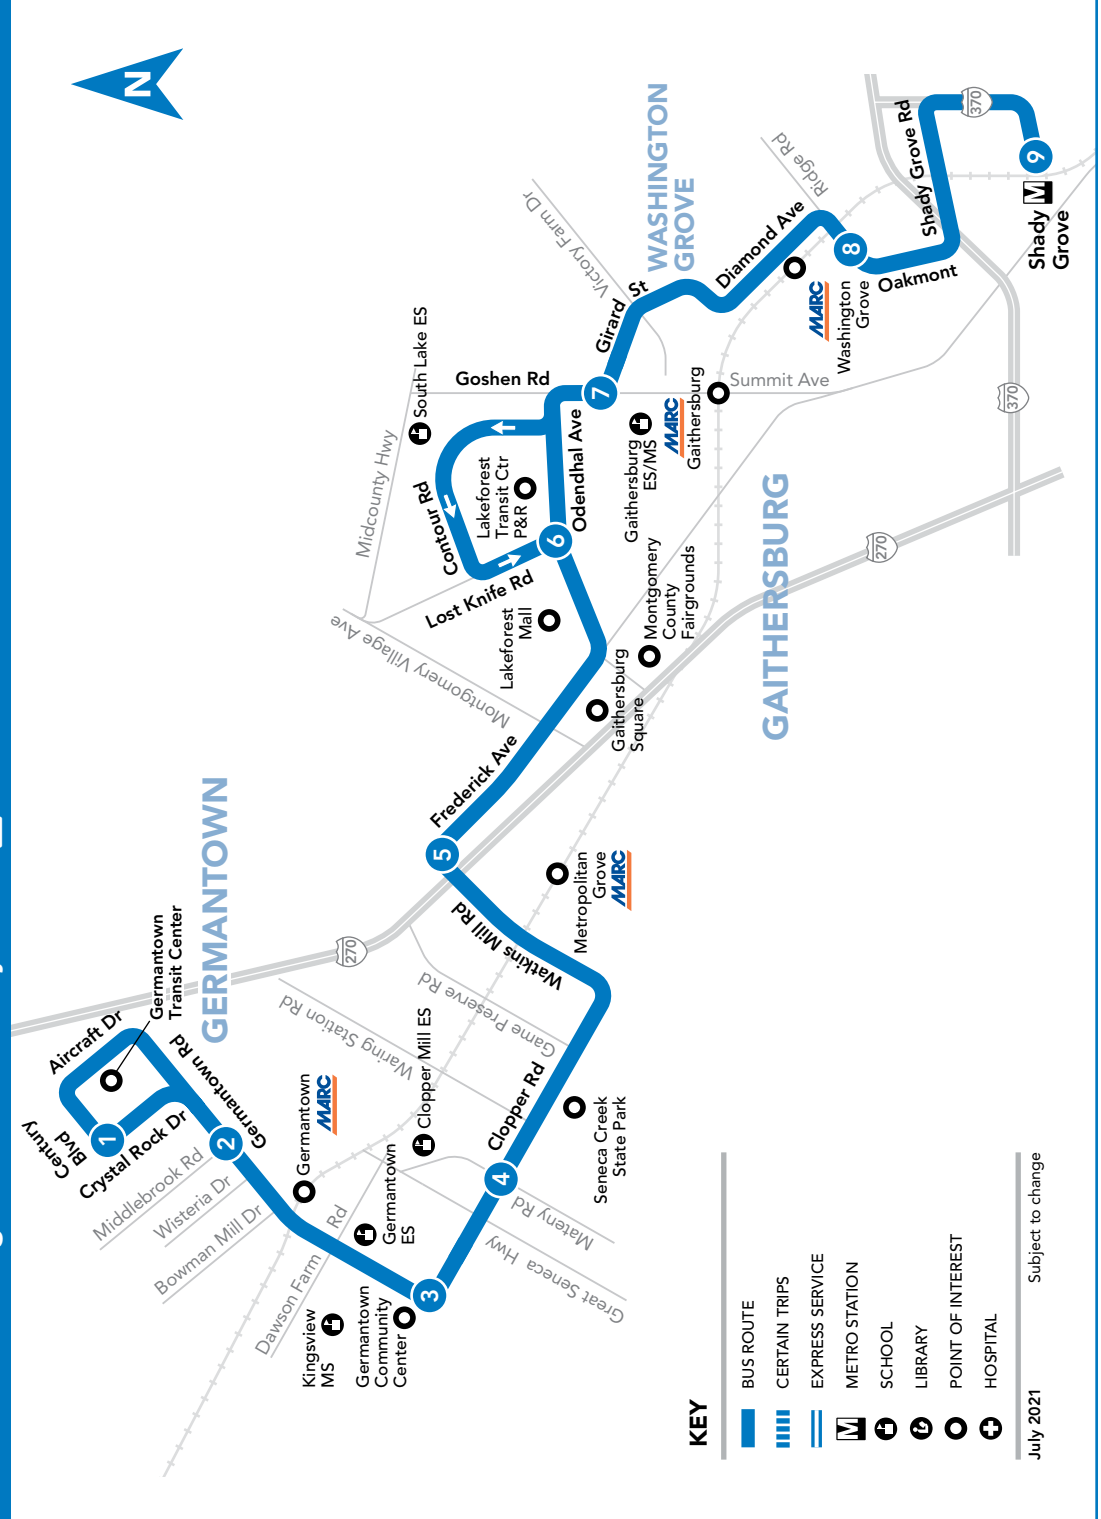 N
GERMANTOWN
WASHINGTON
GROVE
GAITHERSBURG
Century
Blvd
Aircraft Dr
Germantown
Transit Center
Crystal Rock Dr
Germantown Rd
1
2
3
4
5
6
7
8
9
Middlebrook Rd
Wisteria Dr
Bowman Mill Dr
Dawson Farm Rd
Germantown
MARC
Kingsview
MS
Germantown
Community
Center
Germantown
ES
Clopper Mill ES
Waring Station Rd
Game Preserve Rd
Great Seneca Hwy
Mateny Rd
Clopper Rd
Seneca Creek
State Park
Watkins Mill Rd
Metropolitan
Grove
MARC
270
Frederick Ave
Montgomery Village Ave
Midcounty Hwy
Lakeforest
Mall
Gaithersburg
Square
Montgomery
County
Fairgrounds
Lost Knife Rd
Contour Rd
Lakeforest
Transit Ctr
P&R
South Lake ES
Odendhal Ave
Goshen Rd
Gaithersburg
ES/MS
MARC
Gaithersburg
Summit Ave
Girard St
Victory Farm Dr
Diamond Ave
Ridge Rd
MARC
Washington
Grove
Oakmont
Shady Grove Rd
370
M
Shady
Grove
370
270
KEY
BUS ROUTE
CERTAIN TRIPS
EXPRESS SERVICE
M METRO STATION
SCHOOL
LIBRARY
POINT OF INTEREST
HOSPITAL
July 2021
Subject to change